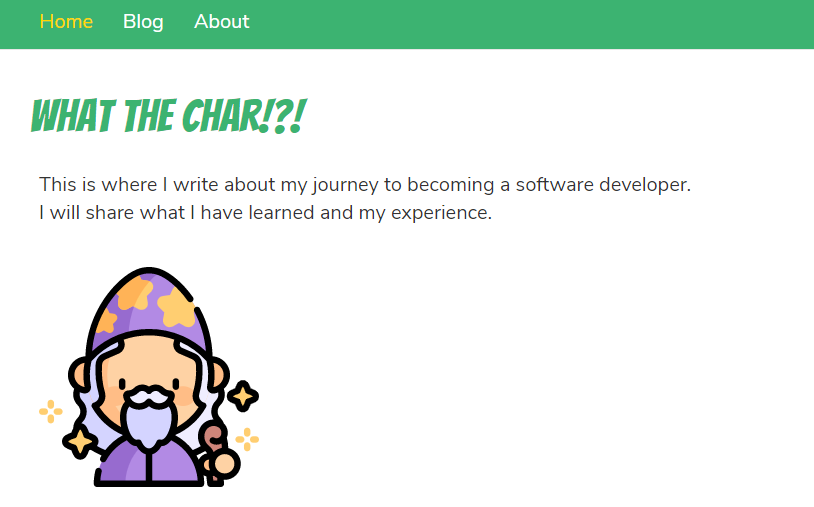 Home Blog About
WHAT THE CHAR!?!
This is where I write about my journey to becoming a software developer.
I will share what I have learned and my experience.